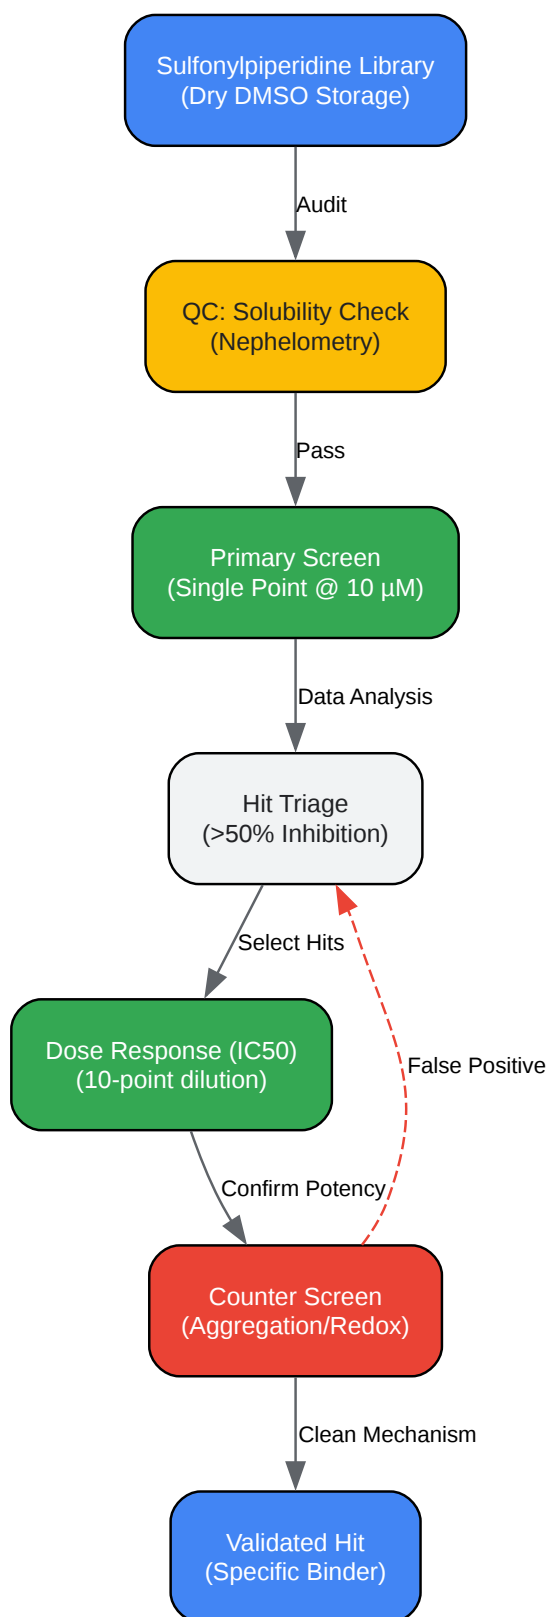 Sulfonylpiperidine Library
(Dry DMSO Storage)
Audit
QC: Solubility Check
(Nephelometry)
Pass
Primary Screen
(Single Point @ 10 µM)
Data Analysis
Hit Triage
(>50% Inhibition)
Select Hits
Dose Response (IC50)
(10-point dilution)
False Positive
Confirm Potency
Counter Screen
(Aggregation/Redox)
Clean Mechanism
Validated Hit
(Specific Binder)